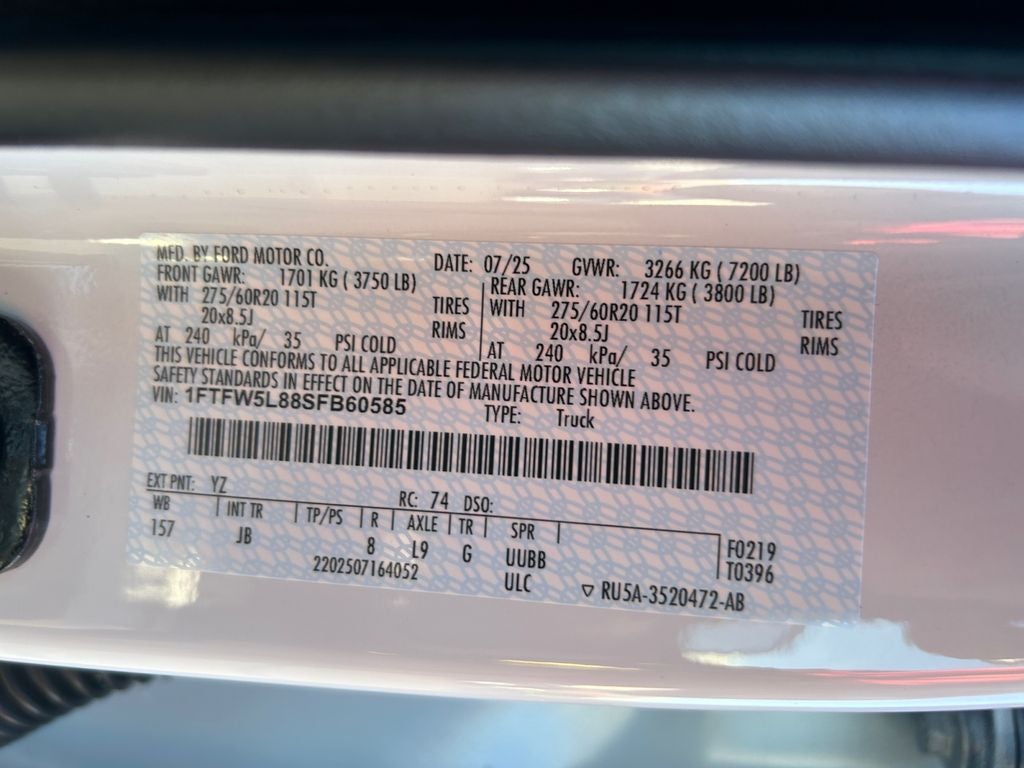 MFD. BY FORD MOTOR CO. DATE: 07/25 GVWR: 3266 KG ( 7200 LB)
FRONT GAWR: 1701 KG ( 3750 LB) REAR GAWR: 1724 KG ( 3800 LB)
WITH 275/60R20 115T TIRES WITH 275/60R20 115T TIRES
20x8.5J RIMS 20x8.5J RIMS
AT 240 kPa/ 35 PSI COLD AT 240 kPa/ 35 PSI COLD
THIS VEHICLE CONFORMS TO ALL APPLICABLE FEDERAL MOTOR VEHICLE
SAFETY STANDARDS IN EFFECT ON THE DATE OF MANUFACTURE SHOWN ABOVE.
VIN: 1FTFW5L88SFB60585 TYPE: Truck
EXT PNT: YZ RC: 74 DSO:
WB INT TR TP/PS R AXLE TR SPR
157 JB 8 L9 G UUBB F0219
2202507164052 ULC T0396
RU5A-3520472-AB